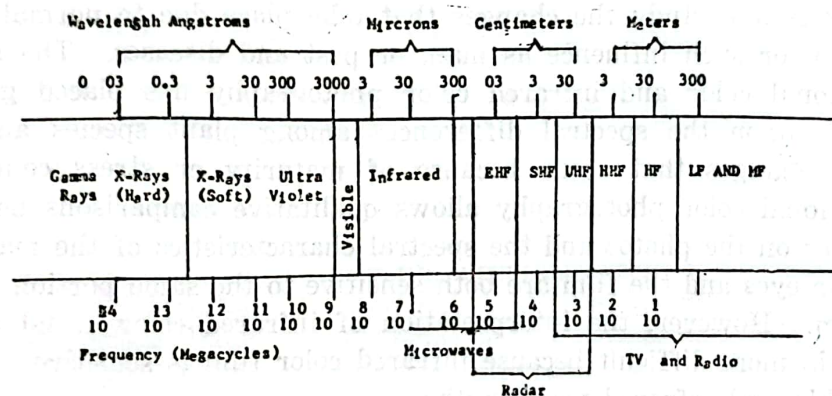 Wavelength Angstroms Microns Centimeters Meters
0 03 0.3 3 30 300 3000 3 30 300 03 3 30 3 30 300
Gamma X-Rays X-Rays Ultra Visible Infrared EHF SHF UHF HHF HF LF AND MF
Rays (Hard) (Soft) Violet
14 13 12 11 10 9 8 7 6 5 4 3 2 1
10 10 10 10 10 10 10 10 10 10 10 10 10 10
Frequency (Megacycles) Microwaves
TV and Radio
Radar